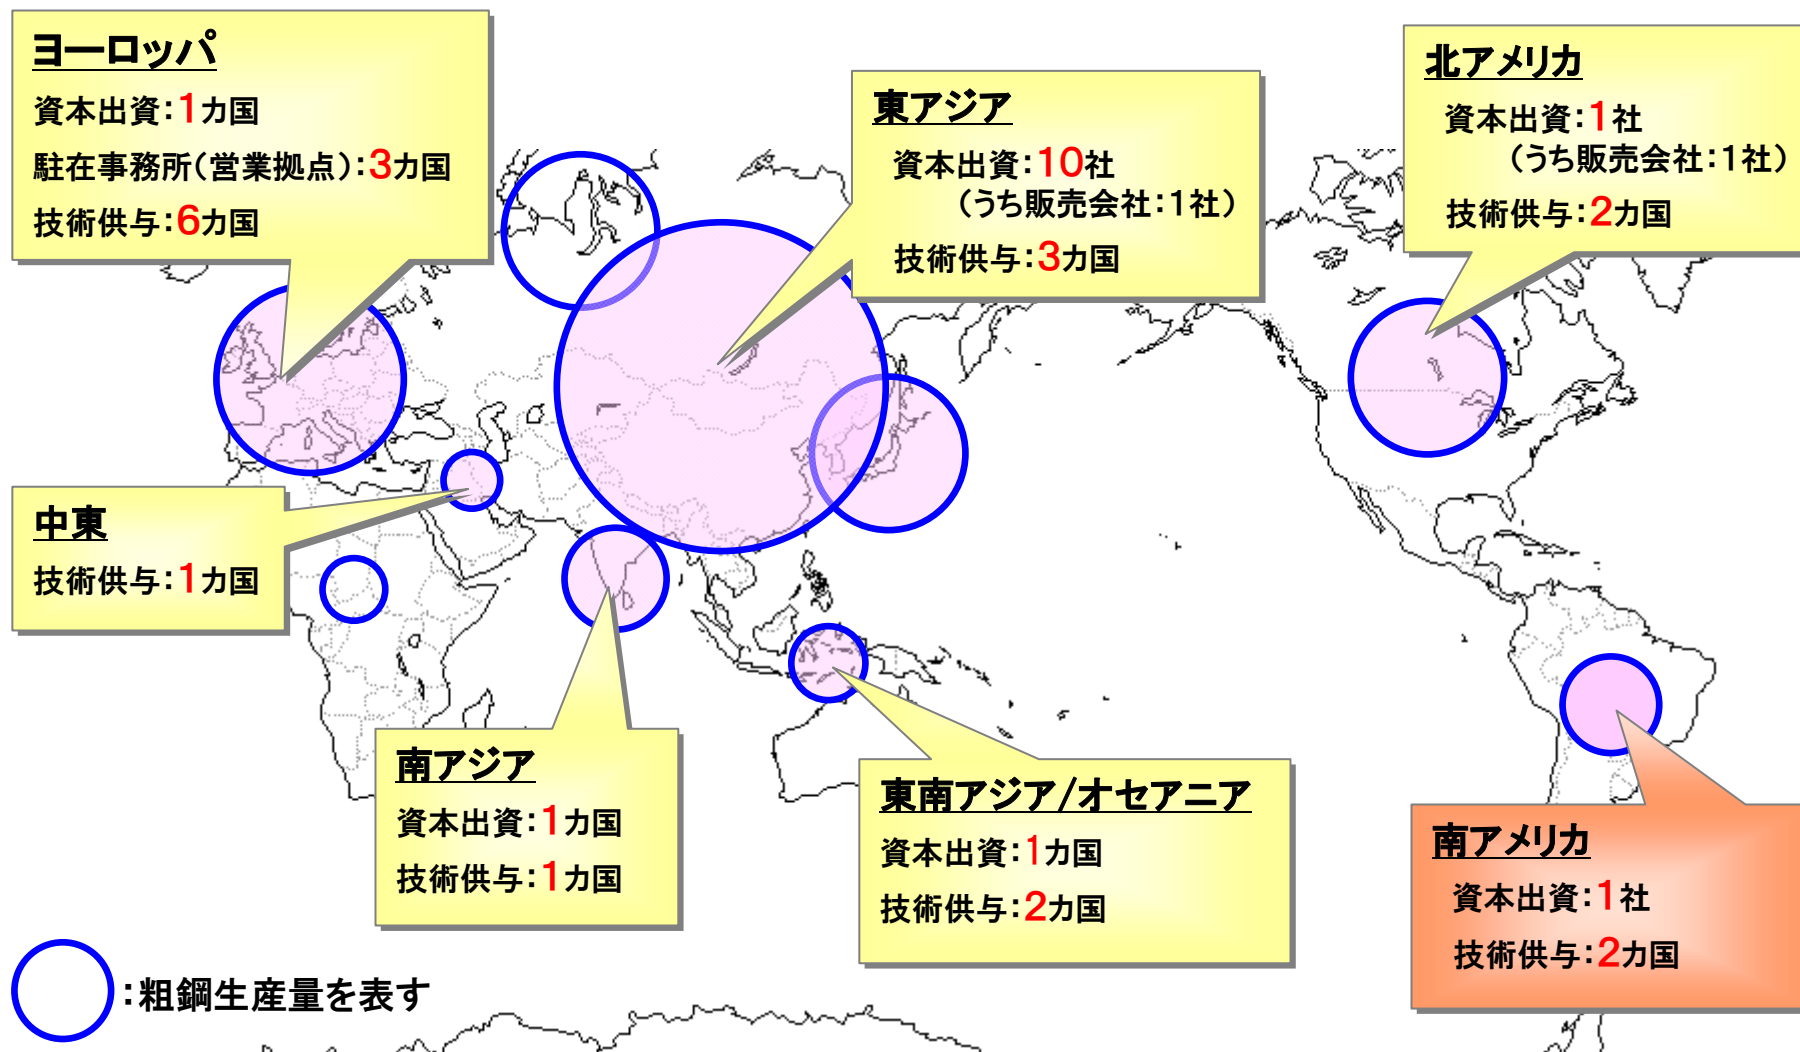 ヨーロッパ
資本出資：1カ国
駐在事務所（営業拠点）：3カ国
技術供与：6カ国
東アジア
資本出資：10社
（うち販売会社：1社）
技術供与：3カ国
北アメリカ
資本出資：1社
（うち販売会社：1社）
技術供与：2カ国
中東
技術供与：1カ国
南アジア
資本出資：1カ国
技術供与：1カ国
東南アジア/オセアニア
資本出資：1カ国
技術供与：2カ国
南アメリカ
資本出資：1社
技術供与：2カ国
：粗鋼生産量を表す